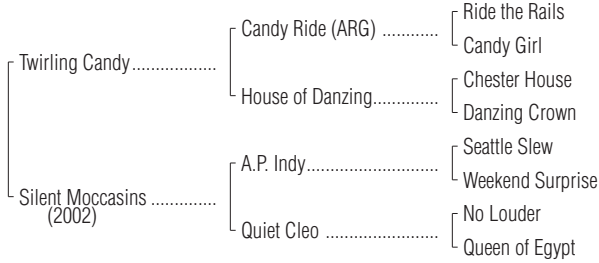 Ride the Rails
Candy Ride (ARG) ............
Candy Girl
Twirling Candy..................
Chester House
House of Danzing..............
Danzing Crown
Seattle Slew
A.P. Indy............................
Weekend Surprise
Silent Moccasins ..............
(2002)
No Louder
Quiet Cleo ........................
Queen of Egypt